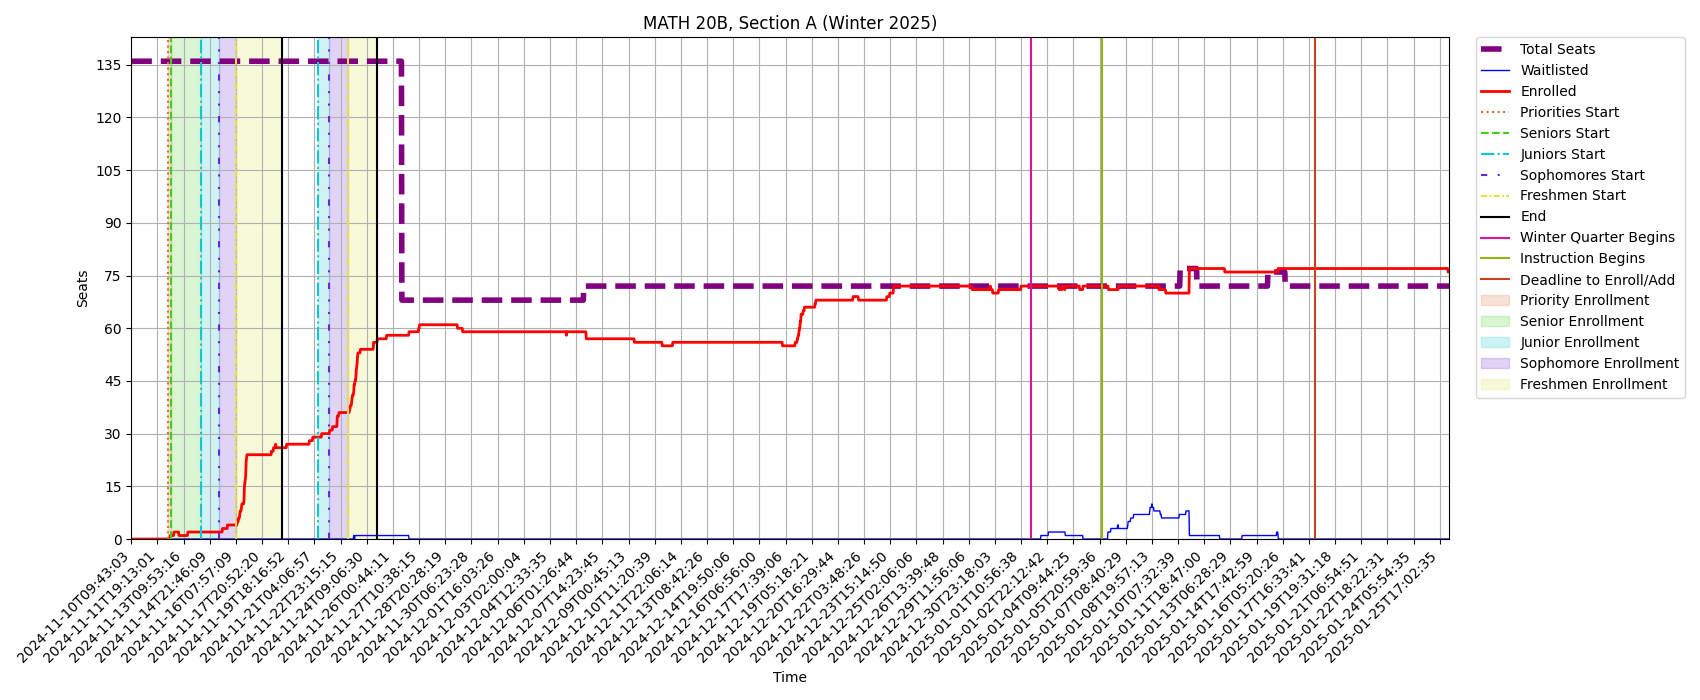 MATH 20B, Section A (Winter 2025)
Seats
135
120
105
90
75
60
45
30
15
0
2024-11-10T09:43:03
2024-11-11T19:13:01
2024-11-13T09:53:16
2024-11-14T21:46:09
2024-11-16T07:57:09
2024-11-17T20:52:20
2024-11-19T18:16:52
2024-11-21T04:06:57
2024-11-22T23:15:15
2024-11-24T09:06:30
2024-11-26T00:44:11
2024-11-27T10:38:15
2024-11-28T20:28:19
2024-11-30T06:23:28
2024-12-01T16:03:26
2024-12-03T02:00:04
2024-12-04T12:33:35
2024-12-06T01:26:44
2024-12-07T14:23:45
2024-12-09T00:45:13
2024-12-10T11:20:39
2024-12-11T22:06:14
2024-12-13T08:42:26
2024-12-14T19:50:06
2024-12-16T06:56:00
2024-12-17T17:39:06
2024-12-19T05:18:21
2024-12-20T16:29:44
2024-12-22T03:48:26
2024-12-23T15:14:50
2024-12-25T02:06:06
2024-12-26T13:39:48
2024-12-29T11:56:06
2024-12-30T23:18:03
2025-01-01T10:56:38
2025-01-02T22:12:42
2025-01-04T09:44:25
2025-01-05T20:59:36
2025-01-07T08:40:29
2025-01-08T19:57:13
2025-01-10T07:32:39
2025-01-11T18:47:00
2025-01-13T06:28:29
2025-01-14T17:42:59
2025-01-16T05:20:26
2025-01-17T16:33:41
2025-01-19T19:31:18
2025-01-21T06:54:51
2025-01-22T18:22:31
2025-01-24T05:54:35
2025-01-25T17:02:35
Time
Total Seats
Waitlisted
Enrolled
Priorities Start
Seniors Start
Juniors Start
Sophomores Start
Freshmen Start
End
Winter Quarter Begins
Instruction Begins
Deadline to Enroll/Add
Priority Enrollment
Senior Enrollment
Junior Enrollment
Sophomore Enrollment
Freshmen Enrollment